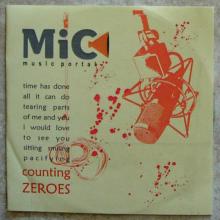 MiC
music portal
time has done
all it can do
tearing parts
of me and you
I would love
to see you
sitting musing
pacifying
counting
ZEROES